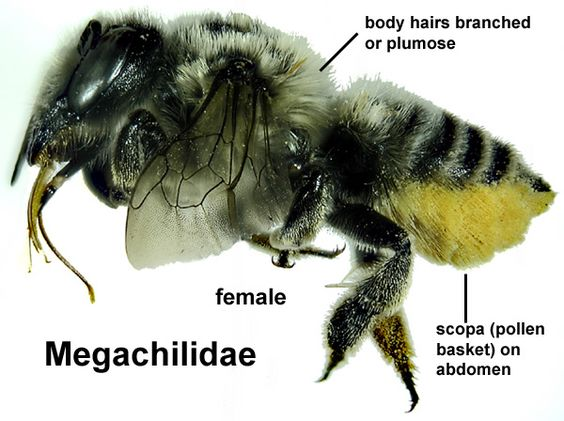 body hairs branched
or plumose
female
Megachilidae
scopa (pollen
basket) on
abdomen